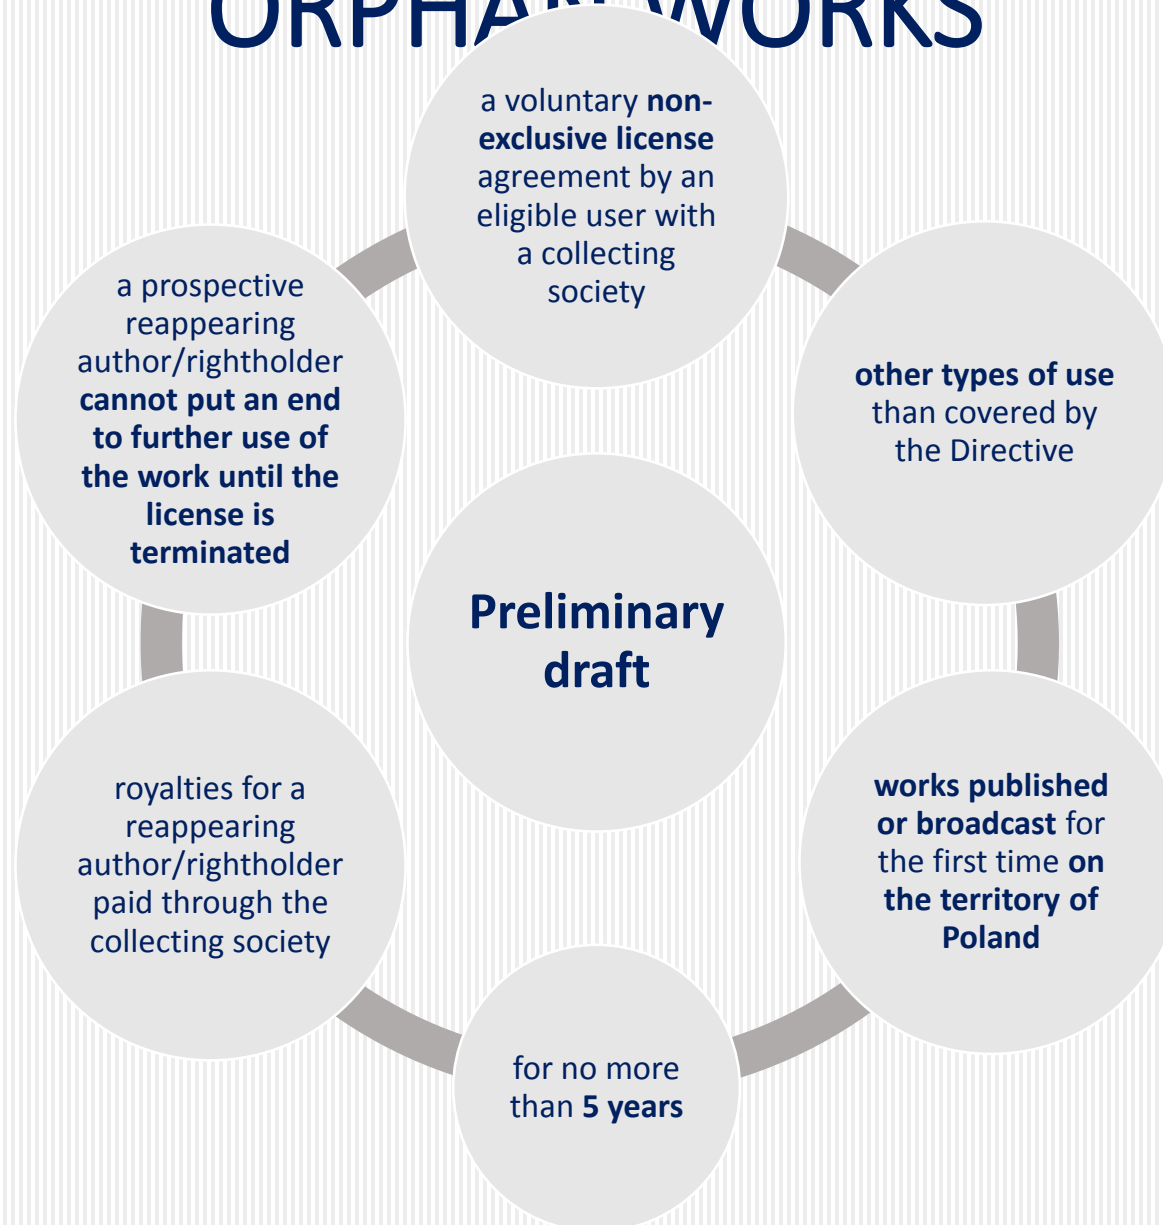 ORPHAN WORKS
a voluntary non-
exclusive license
agreement by an
eligible user with
a collecting
society
other types of use
than covered by
the Directive
works published
or broadcast for
the first time on
the territory of
Poland
for no more
than 5 years
royalties for a
reappearing
author/rightholder
paid through the
collecting society
a prospective
reappearing
author/rightholder
cannot put an end
to further use of
the work until the
license is
terminated
Preliminary
draft